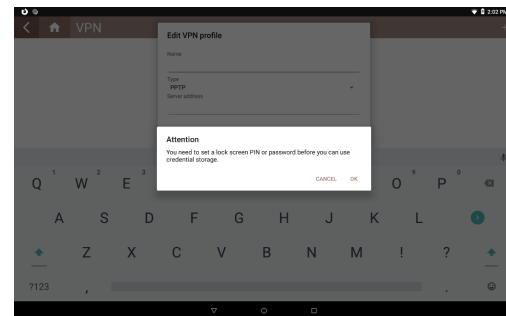 2:02 PM
VPN
Edit VPN profile
Name
Type
PPTP
Server address
Attention
You need to set a lock screen PIN or password before you can use
credential storage.
CANCEL OK
1 2 3 9 0
Q W E O P
A S D F G H J K L
Z X C V B N M ! ?
?123 , .